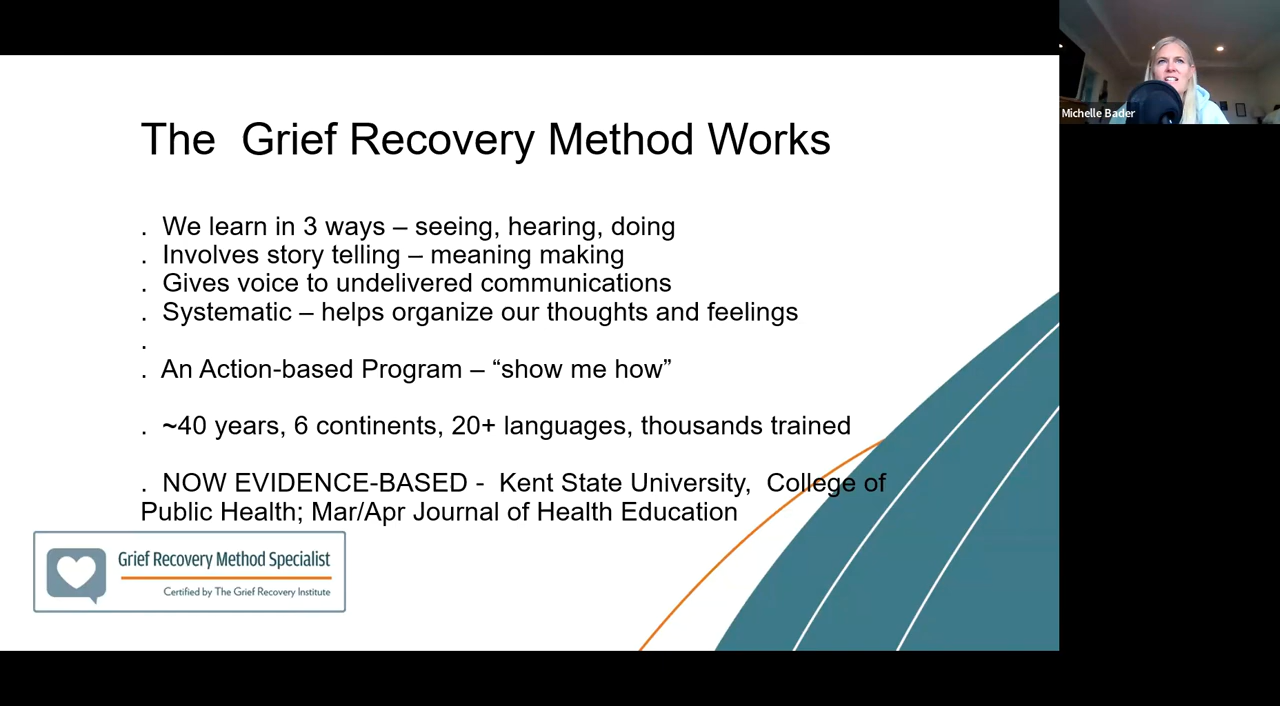 The  Grief Recovery Method Works
.  We learn in 3 ways – seeing, hearing, doing
.  Involves story telling – meaning making
.  Gives voice to undelivered communications
.  Systematic – helps organize our thoughts and feelings
.
.  An Action-based Program – “show me how”
.  ~40 years, 6 continents, 20+ languages, thousands trained
.  NOW EVIDENCE-BASED -  Kent State University,  College of
Public Health; Mar/Apr Journal of Health Education
Grief Recovery Method Specialist
Certified by The Grief Recovery Institute
Michelle Bader